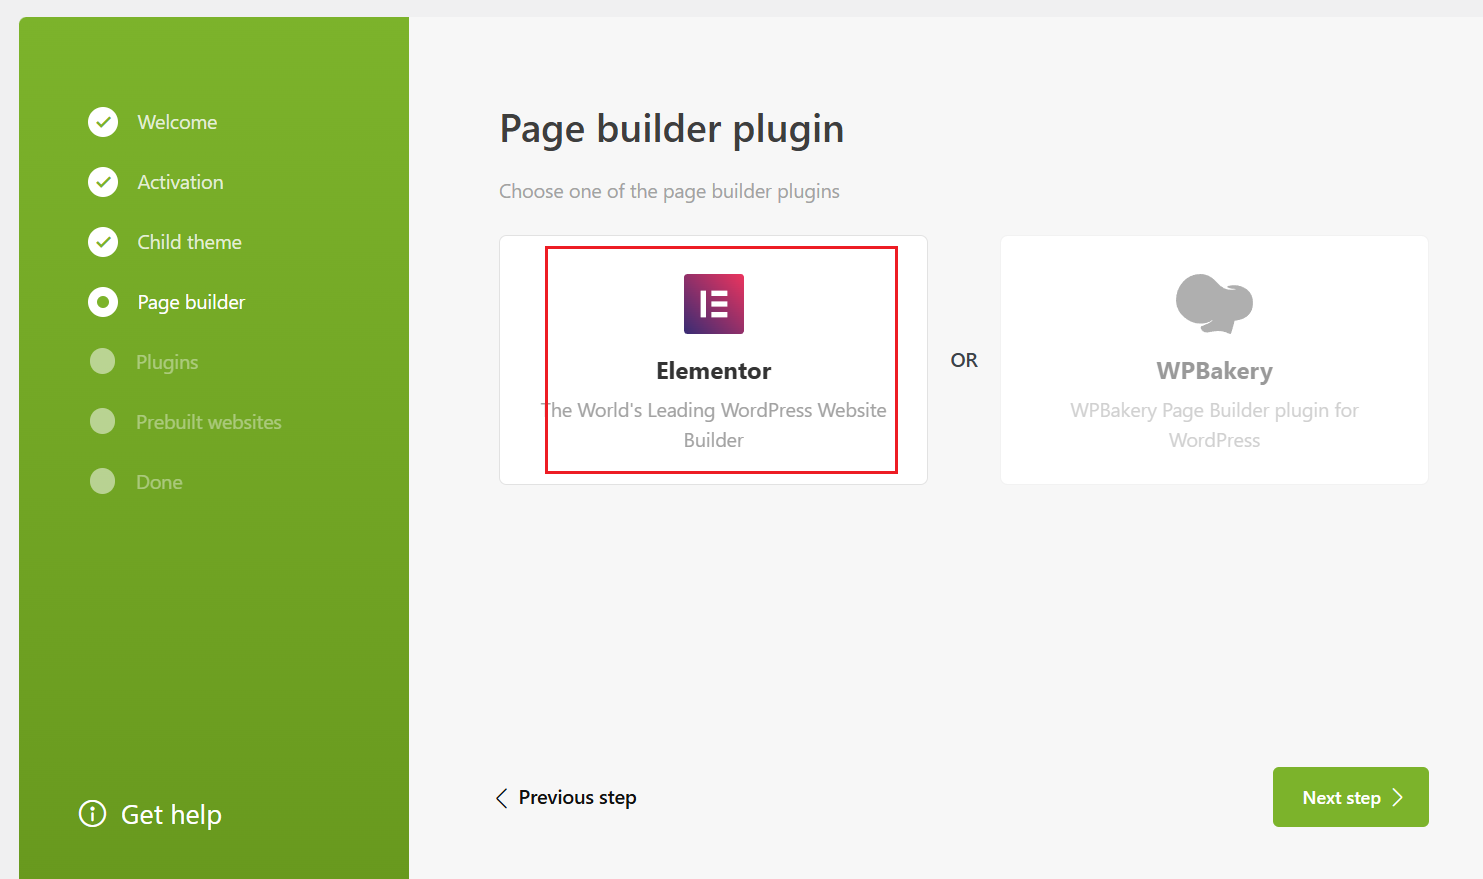 Welcome
Activation
Child theme
Page builder
Plugins
Prebuilt websites
Done
Get help
Page builder plugin
Choose one of the page builder plugins
Elementor
The World's Leading WordPress Website
Builder
OR
WPBakery
WPBakery Page Builder plugin for
WordPress
Previous step
Next step